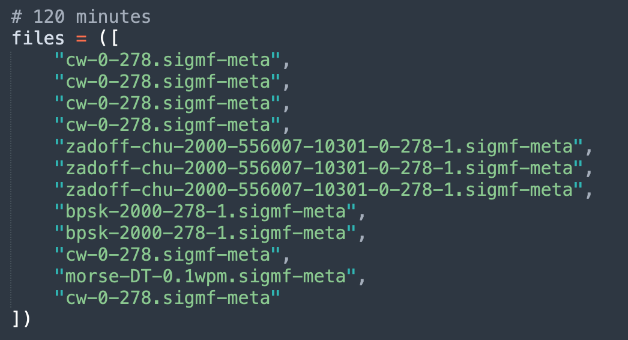 # 120 minutes
files = ([
    "cw-0-278.sigmf-meta",
    "cw-0-278.sigmf-meta",
    "cw-0-278.sigmf-meta",
    "cw-0-278.sigmf-meta",
    "zadoff-chu-2000-556007-10301-0-278-1.sigmf-meta",
    "zadoff-chu-2000-556007-10301-0-278-1.sigmf-meta",
    "zadoff-chu-2000-556007-10301-0-278-1.sigmf-meta",
    "bpsk-2000-278-1.sigmf-meta",
    "bpsk-2000-278-1.sigmf-meta",
    "cw-0-278.sigmf-meta",
    "morse-DT-0.1wpm.sigmf-meta",
    "cw-0-278.sigmf-meta"
])